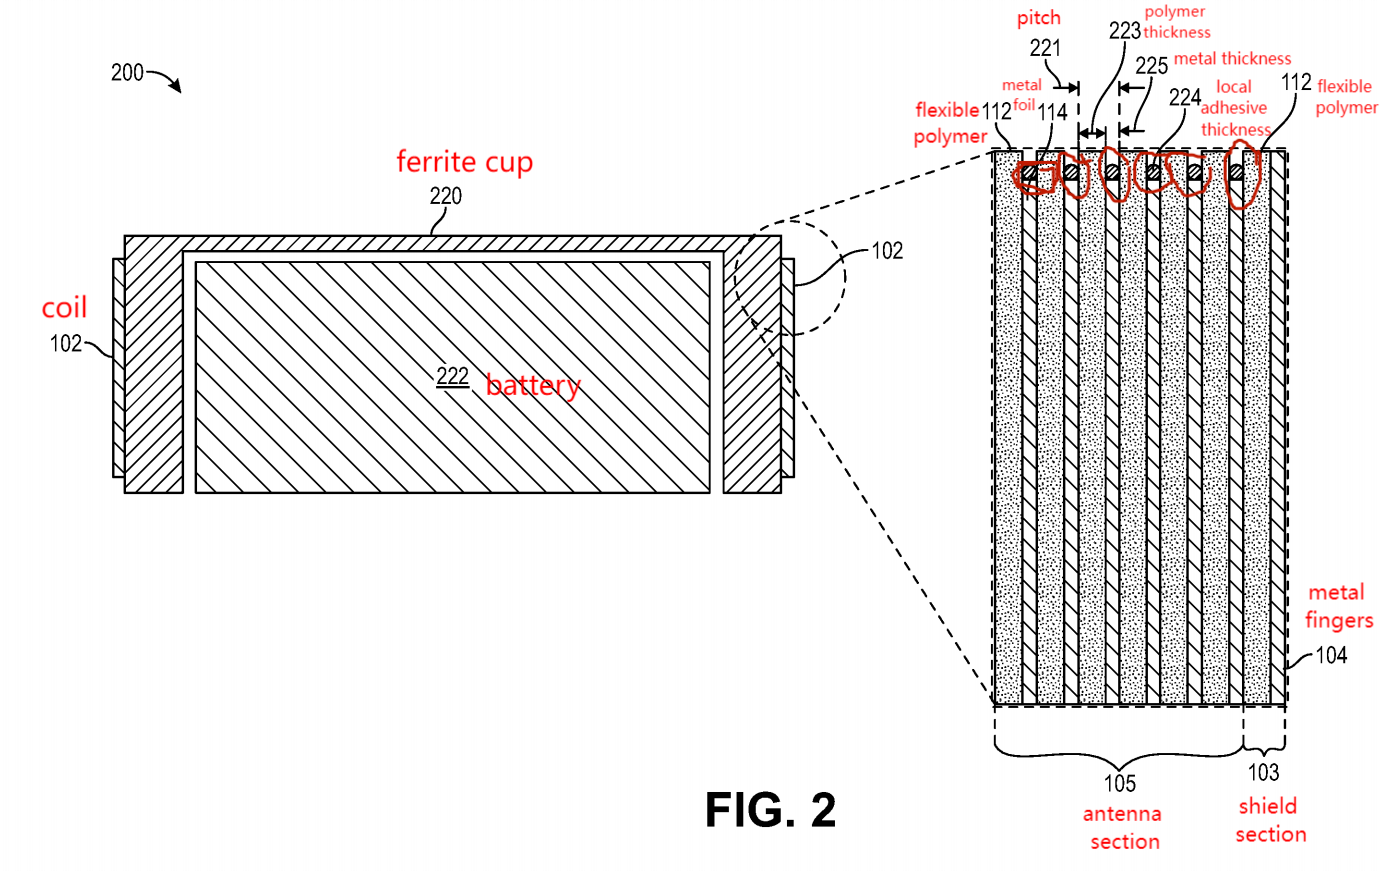 pitch
polymer
thickness
223
221
metal thickness
225
200
metal
foil
local
adhesive
thickness
224
112
flexible
polymer
flexible
polymer
112
114
ferrite cup
220
102
coil
102
222
battery
metal
fingers
104
105
103
antenna
section
shield
section
FIG. 2